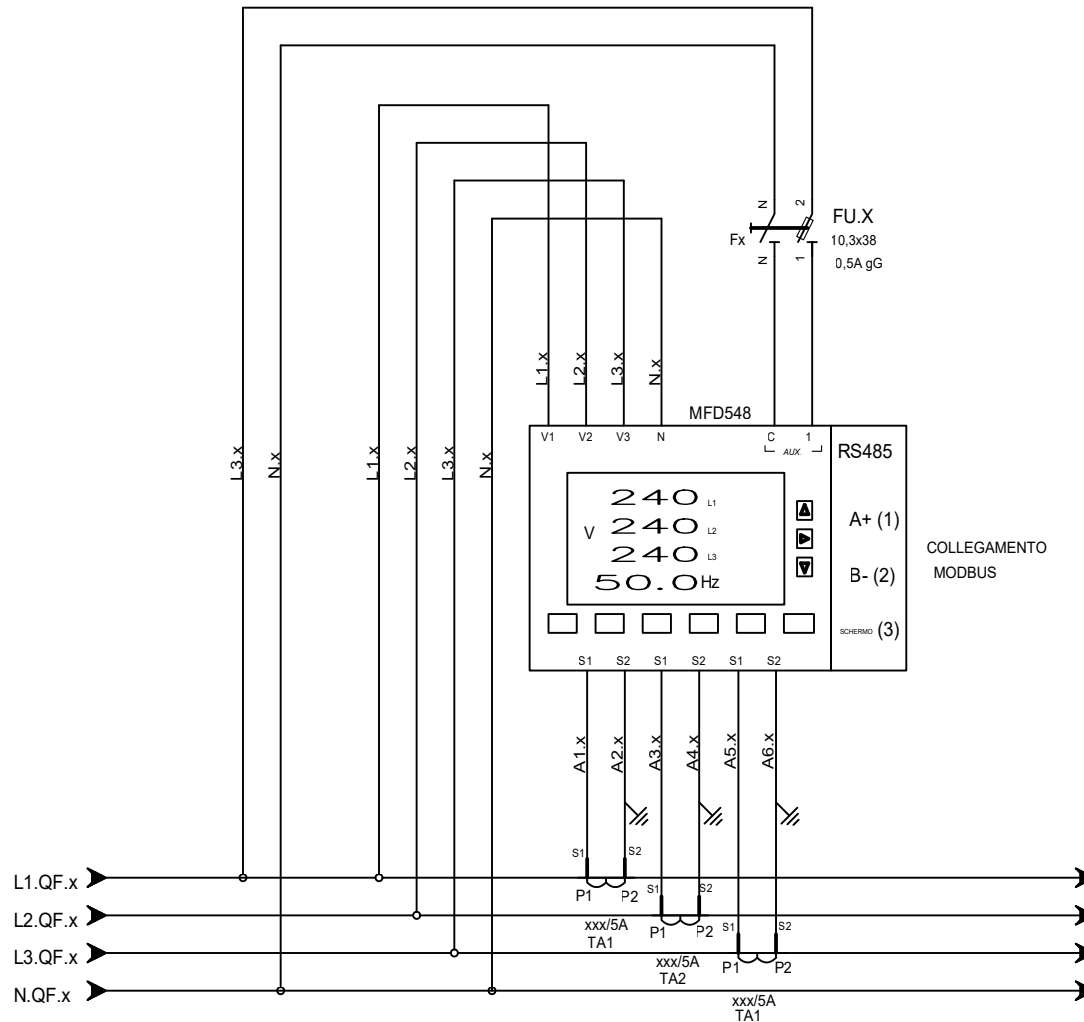 N
2
FU.X
Fx
10,3x38
N
1
0,5A gG
L1.x
L2.x
L3.x
N.x
MFD548
V1
V2
V3
N
C
1
AUX.
RS485
L3.x
N.x
L1.x
L2.x
L3.x
N.x
240 L1
V
240 L2
240 L3
50.0 Hz
A+ (1)
B- (2)
SCHERMO (3)
COLLEGAMENTO
MODBUS
S1
S2
S1
S2
S1
S2
A1.x
A2.x
A3.x
A4.x
A5.x
A6.x
S1
S2
L1.QF.x
P1
P2
S1
S2
L2.QF.x
xxx/5A
TA1
P1
P2
S1
S2
L3.QF.x
xxx/5A
TA2
P1
P2
N.QF.x
xxx/5A
TA1